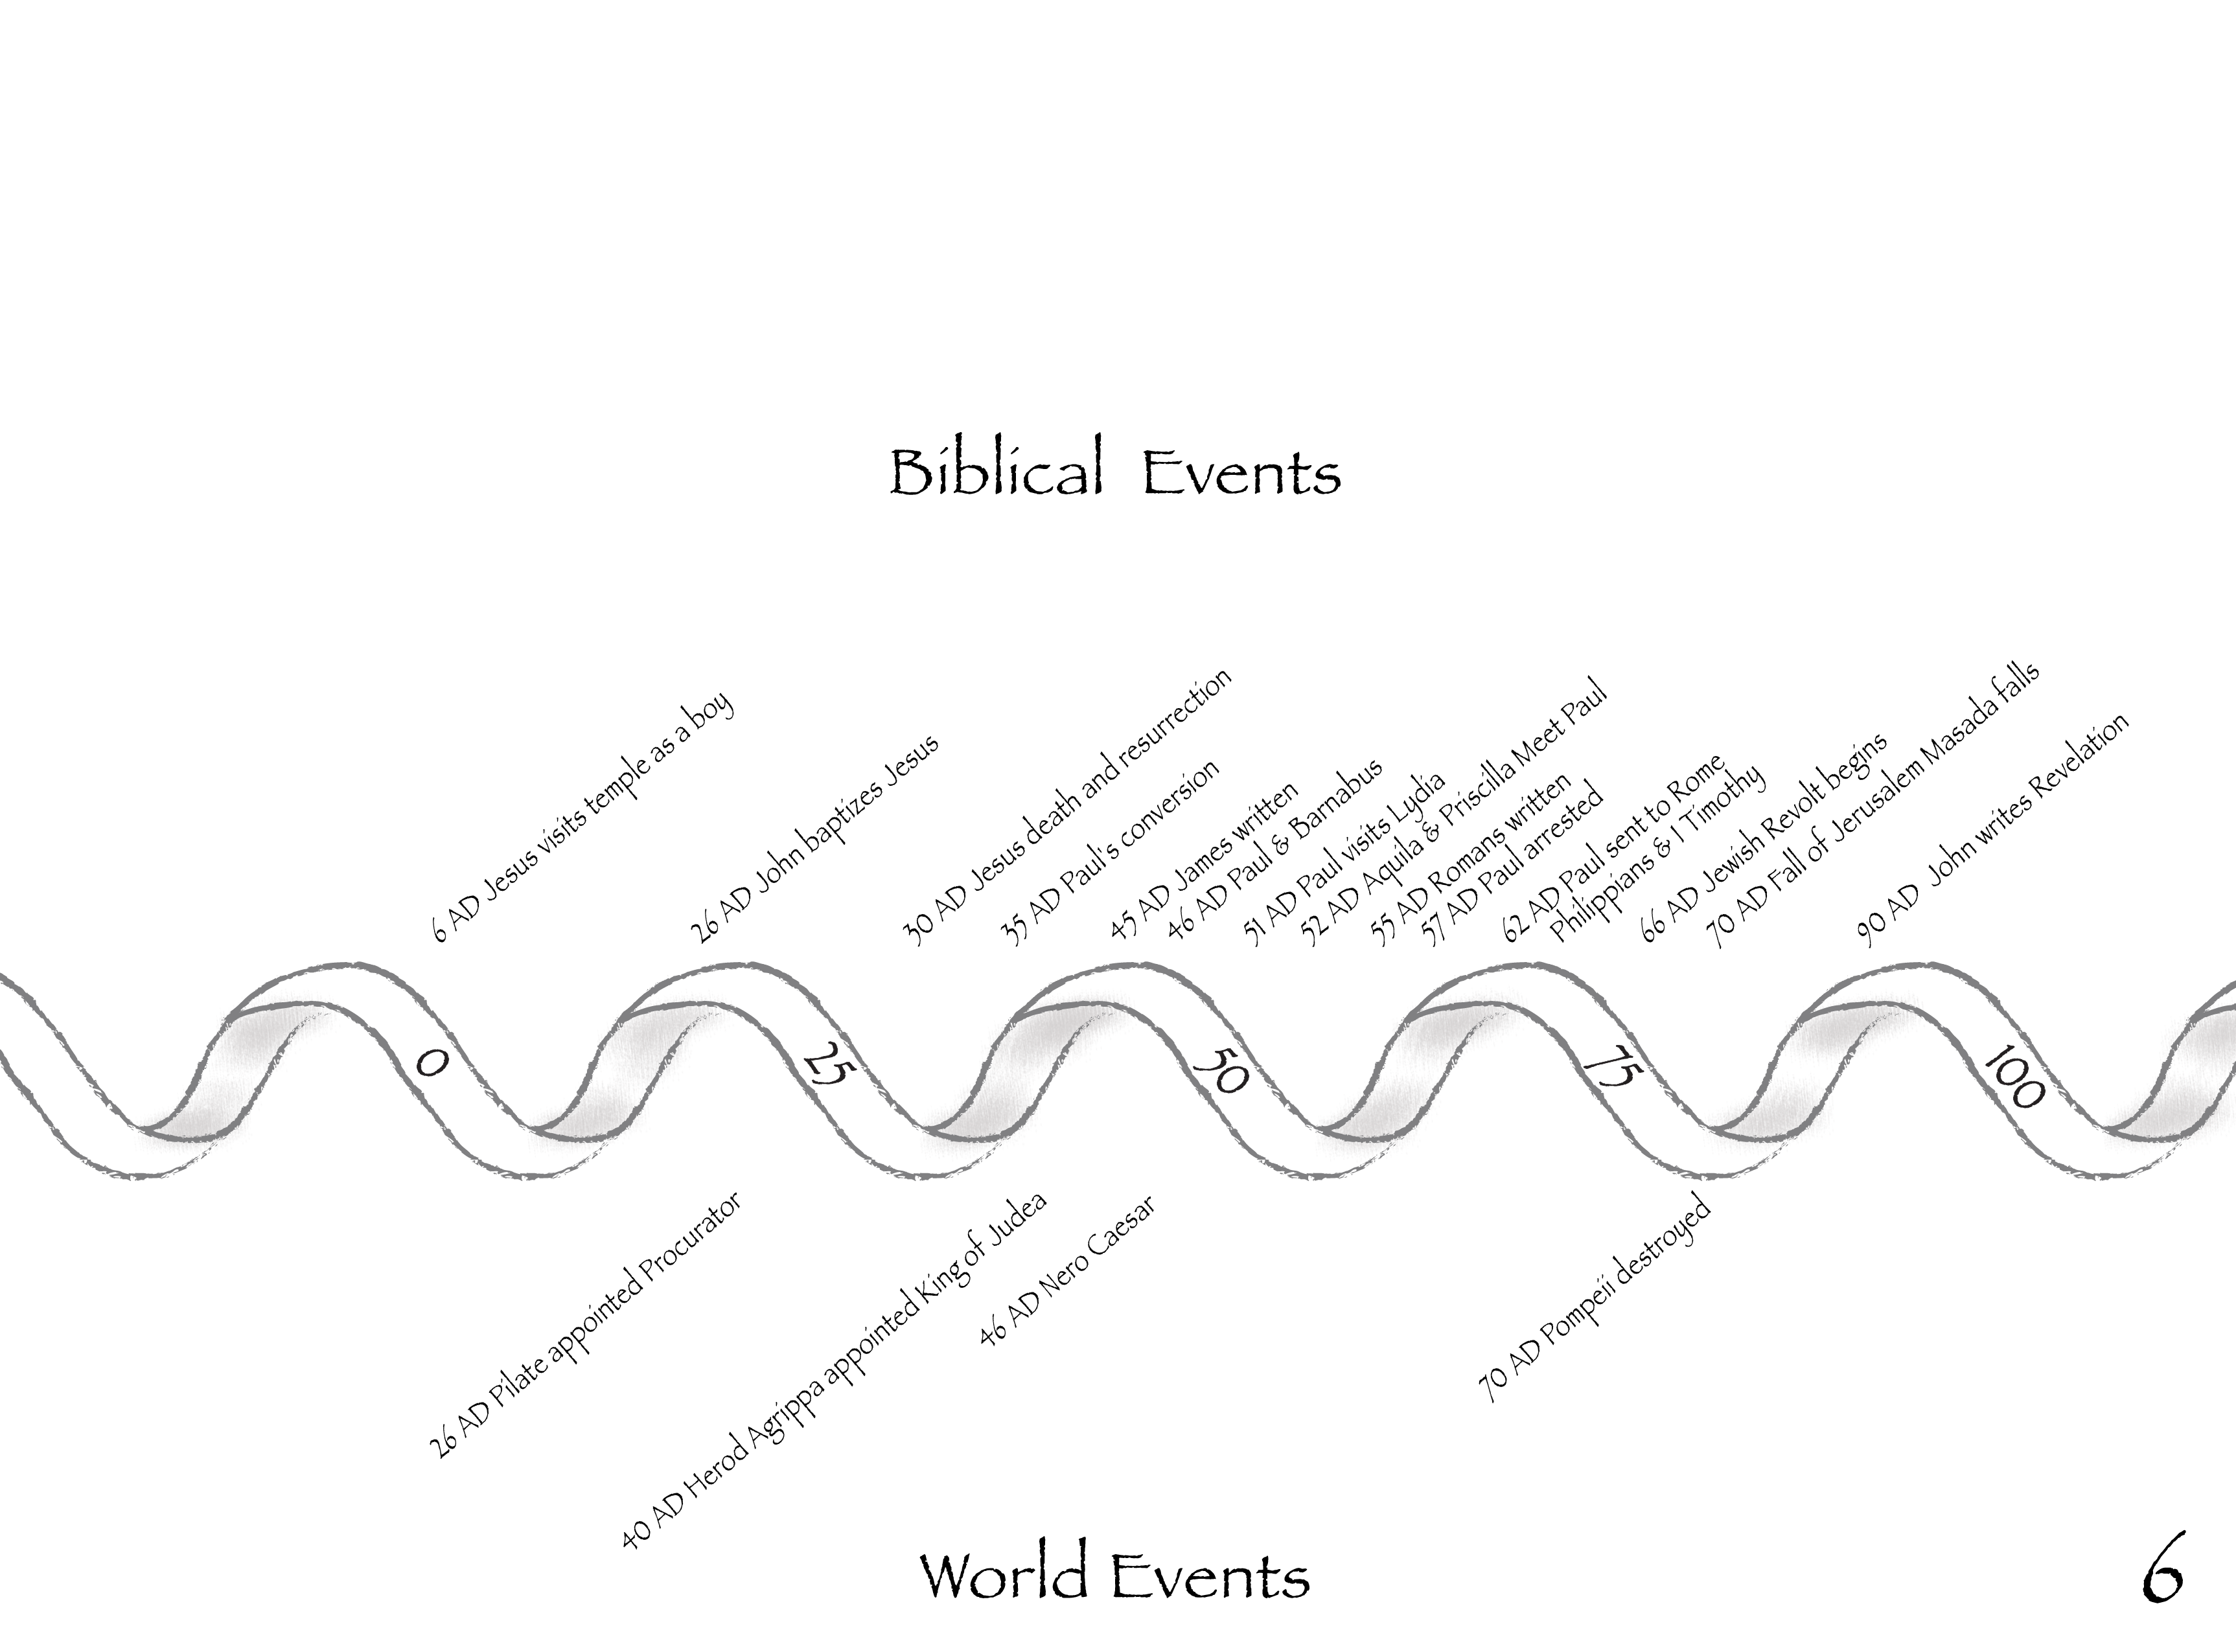 Biblical Events
6 AD Jesus visits temple as a boy
26 AD John baptizes Jesus
30 AD Jesus death and resurrection
35 AD Paul's conversion
45 AD James written
46 AD Paul & Barnabus
51 AD Paul visits Lydia
52 AD Aquila & Priscilla Meet Paul
55 AD Romans written
57 AD Paul arrested
62 AD Paul sent to Rome
Philippians & I Timothy
66 AD Jewish Revolt begins
70 AD Fall of Jerusalem Masada falls
90 AD John writes Revelation
0
25
50
75
100
26 AD Pilate appointed Procurator
40 AD Herod Agrippa appointed King of Judea
46 AD Nero Caesar
70 AD Pompeii destroyed
World Events
6